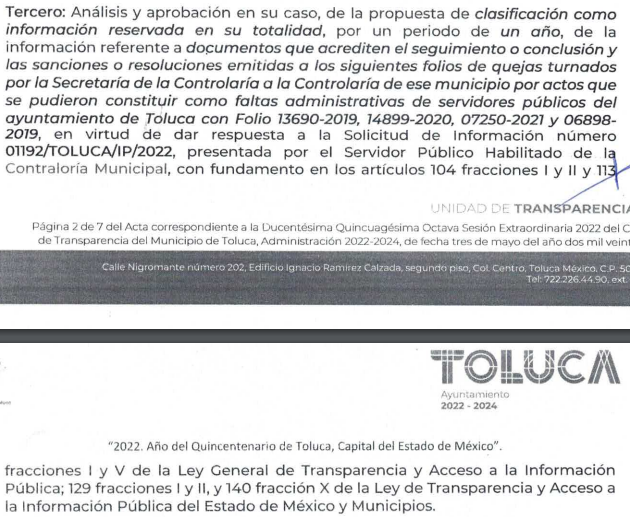 Tercero: Análisis y aprobación en su caso, de la propuesta de clasificación como
información reservada en su totalidad, por un periodo de un año, de la
información referente a documentos que acrediten el seguimiento o conclusión y
las sanciones o resoluciones emitidas a los siguientes folios de quejas turnados
por la Secretaría de la Controlaría a la Controlaría de ese municipio por actos que
se pudieron constituir como faltas administrativas de servidores públicos del
ayuntamiento de Toluca con Folio 13690-2019, 14899-2020, 07250-2021 y 06898-
2019, en virtud de dar respuesta a la Solicitud de Información número
01192/TOLUCA/IP/2022, presentada por el Servidor Público Habilitado de la
Contraloría Municipal, con fundamento en los artículos 104 fracciones I y II y 113
UNIDAD DE TRANSPARENCIA
Página 2 de 7 del Acta correspondiente a la Ducentésima Quincuagésima Octava Sesión Extraordinaria 2022 del C
de Transparencia del Municipio de Toluca, Administración 2022-2024, de fecha tres de mayo del año dos mil veint
Calle Nigromante número 202, Edificio Ignacio Ramírez Calzada, segundo piso, Col. Centro, Toluca México. C.P. 50
Tel: 722.226.44.90, ext.
TOLUCA
Ayuntamiento
2022 - 2024
"2022. Año del Quincentenario de Toluca, Capital del Estado de México".
fracciones I y V de la Ley General de Transparencia y Acceso a la Información
Pública; 129 fracciones I y II, y 140 fracción X de la Ley de Transparencia y Acceso a
la Información Pública del Estado de México y Municipios.